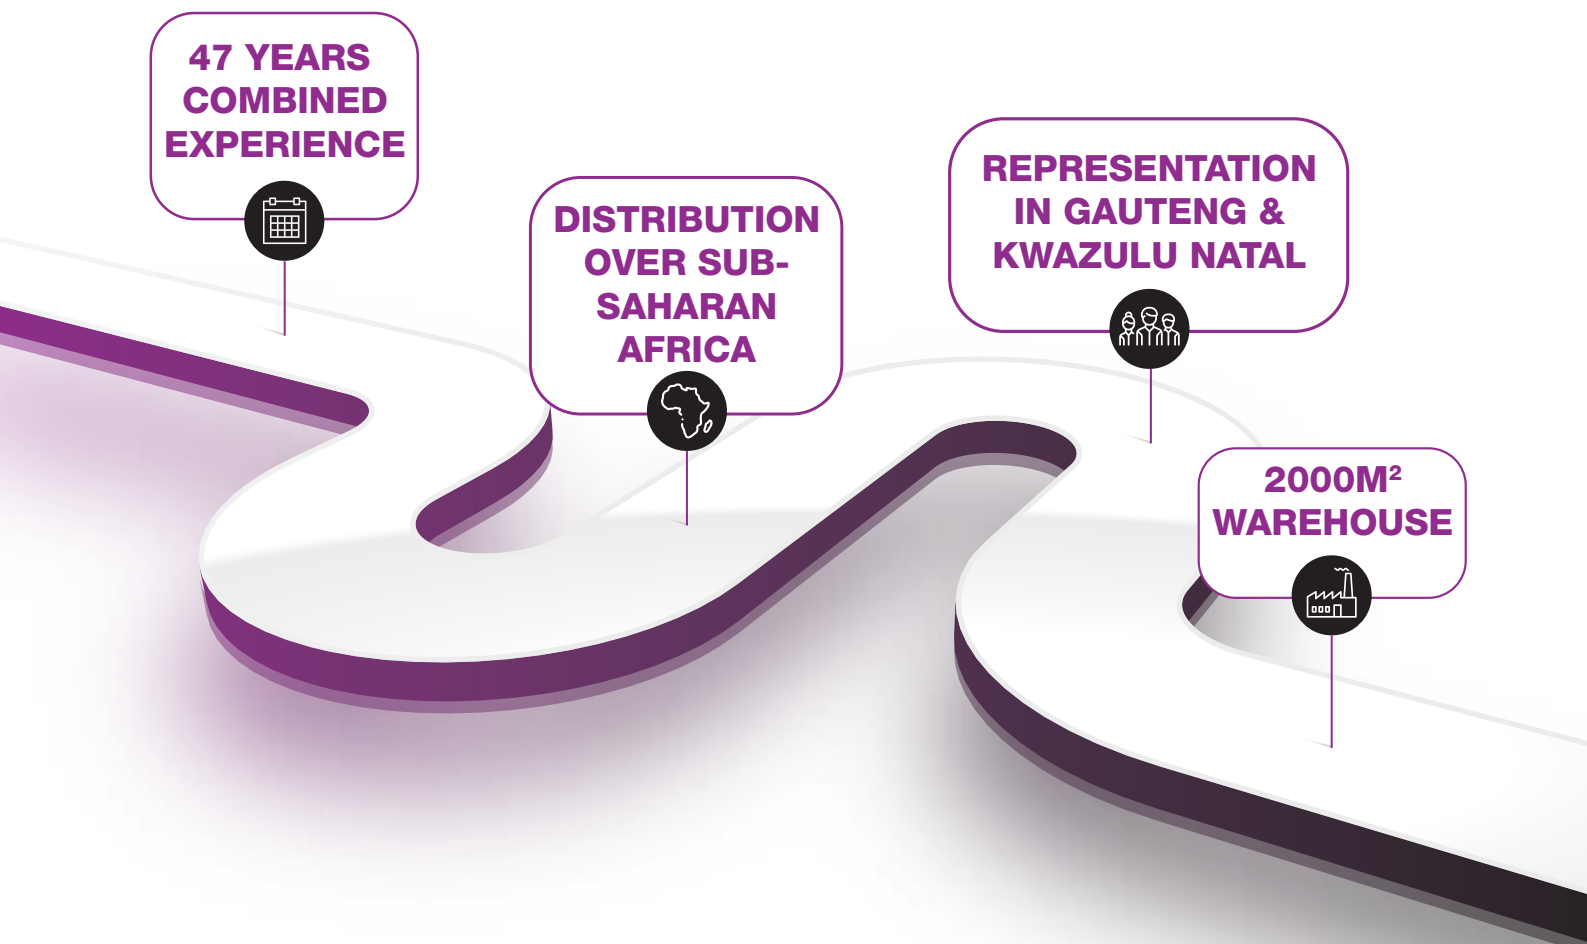 47 YEARS
COMBINED
EXPERIENCE
DISTRIBUTION
OVER SUB-
SAHARAN
AFRICA
REPRESENTATION
IN GAUTENG &
KWAZULU NATAL
2000M²
WAREHOUSE